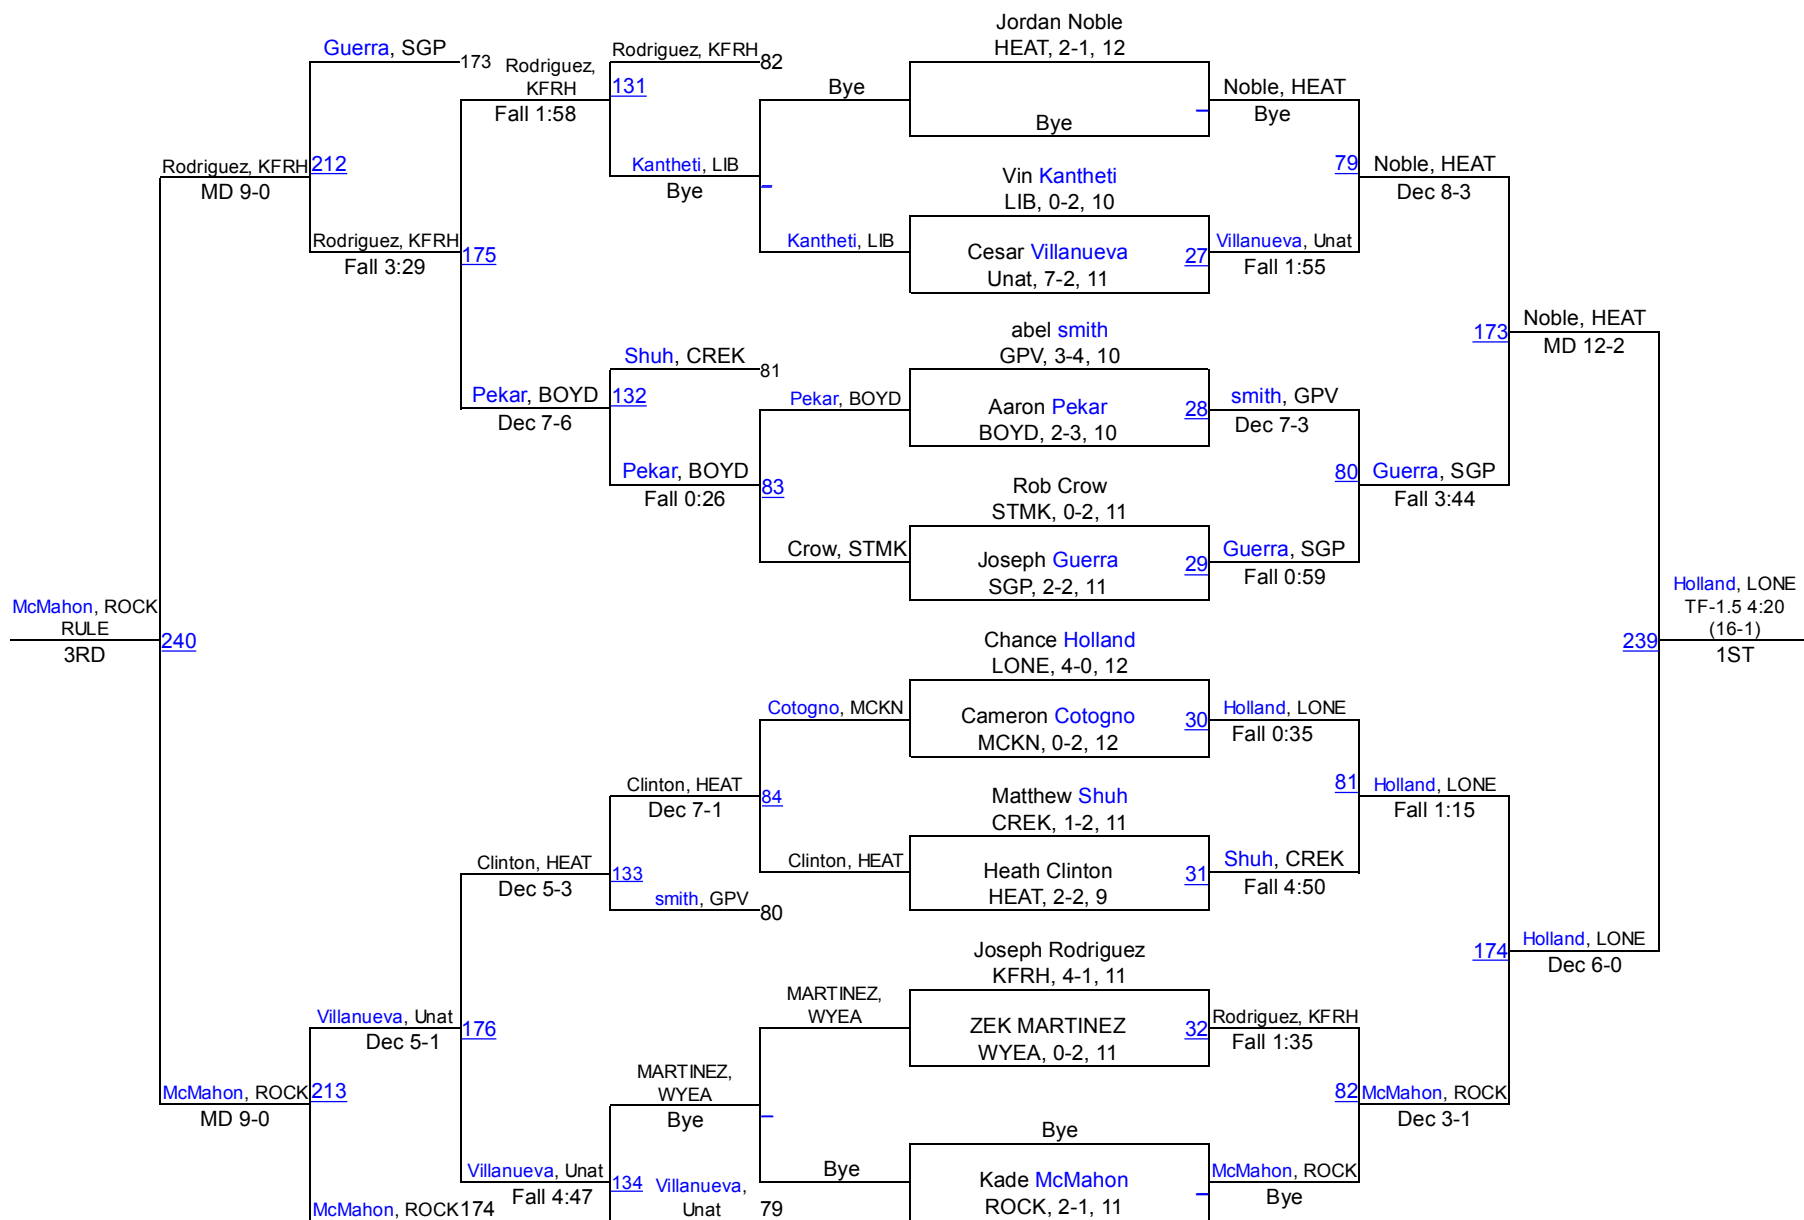 Jordan Noble
HEAT, 2-1, 12
Guerra, SGP
173
Rodriguez,
KFRH
Fall 1:58
Rodriguez, KFRH
82
131
Bye
Bye
Noble, HEAT
Bye
Rodriguez, KFRH
MD 9-0
212
Kantheti, LIB
Bye
Vin Kantheti
LIB, 0-2, 10
79
Noble, HEAT
Dec 8-3
Rodriguez, KFRH
Fall 3:29
175
Kantheti, LIB
Cesar Villanueva
Unat, 7-2, 11
27
Villanueva, Unat
Fall 1:55
abel smith
GPV, 3-4, 10
173
Noble, HEAT
MD 12-2
Shuh, CREK
81
Pekar, BOYD
Dec 7-6
132
Pekar, BOYD
Aaron Pekar
BOYD, 2-3, 10
28
smith, GPV
Dec 7-3
Pekar, BOYD
Fall 0:26
83
Rob Crow
STMK, 0-2, 11
80
Guerra, SGP
Fall 3:44
Crow, STMK
Joseph Guerra
SGP, 2-2, 11
29
Guerra, SGP
Fall 0:59
McMahon, ROCK
RULE
3RD
240
Chance Holland
LONE, 4-0, 12
239
Holland, LONE
TF-1.5 4:20
(16-1)
1ST
Cotogno, MCKN
Cameron Cotogno
MCKN, 0-2, 12
30
Holland, LONE
Fall 0:35
Clinton, HEAT
Dec 7-1
84
Matthew Shuh
CREK, 1-2, 11
81
Holland, LONE
Fall 1:15
Clinton, HEAT
Dec 5-3
133
Clinton, HEAT
Heath Clinton
HEAT, 2-2, 9
31
Shuh, CREK
Fall 4:50
smith, GPV
80
Joseph Rodriguez
KFRH, 4-1, 11
174
Holland, LONE
Dec 6-0
Villanueva, Unat
Dec 5-1
176
MARTINEZ,
WYEA
ZEK MARTINEZ
WYEA, 0-2, 11
32
Rodriguez, KFRH
Fall 1:35
McMahon, ROCK
MD 9-0
213
MARTINEZ,
WYEA
Bye
82
McMahon, ROCK
Dec 3-1
Bye
Villanueva, Unat
Fall 4:47
134
Bye
Kade McMahon
ROCK, 2-1, 11
McMahon, ROCK
Bye
McMahon, ROCK
174
Villanueva,
Unat
79